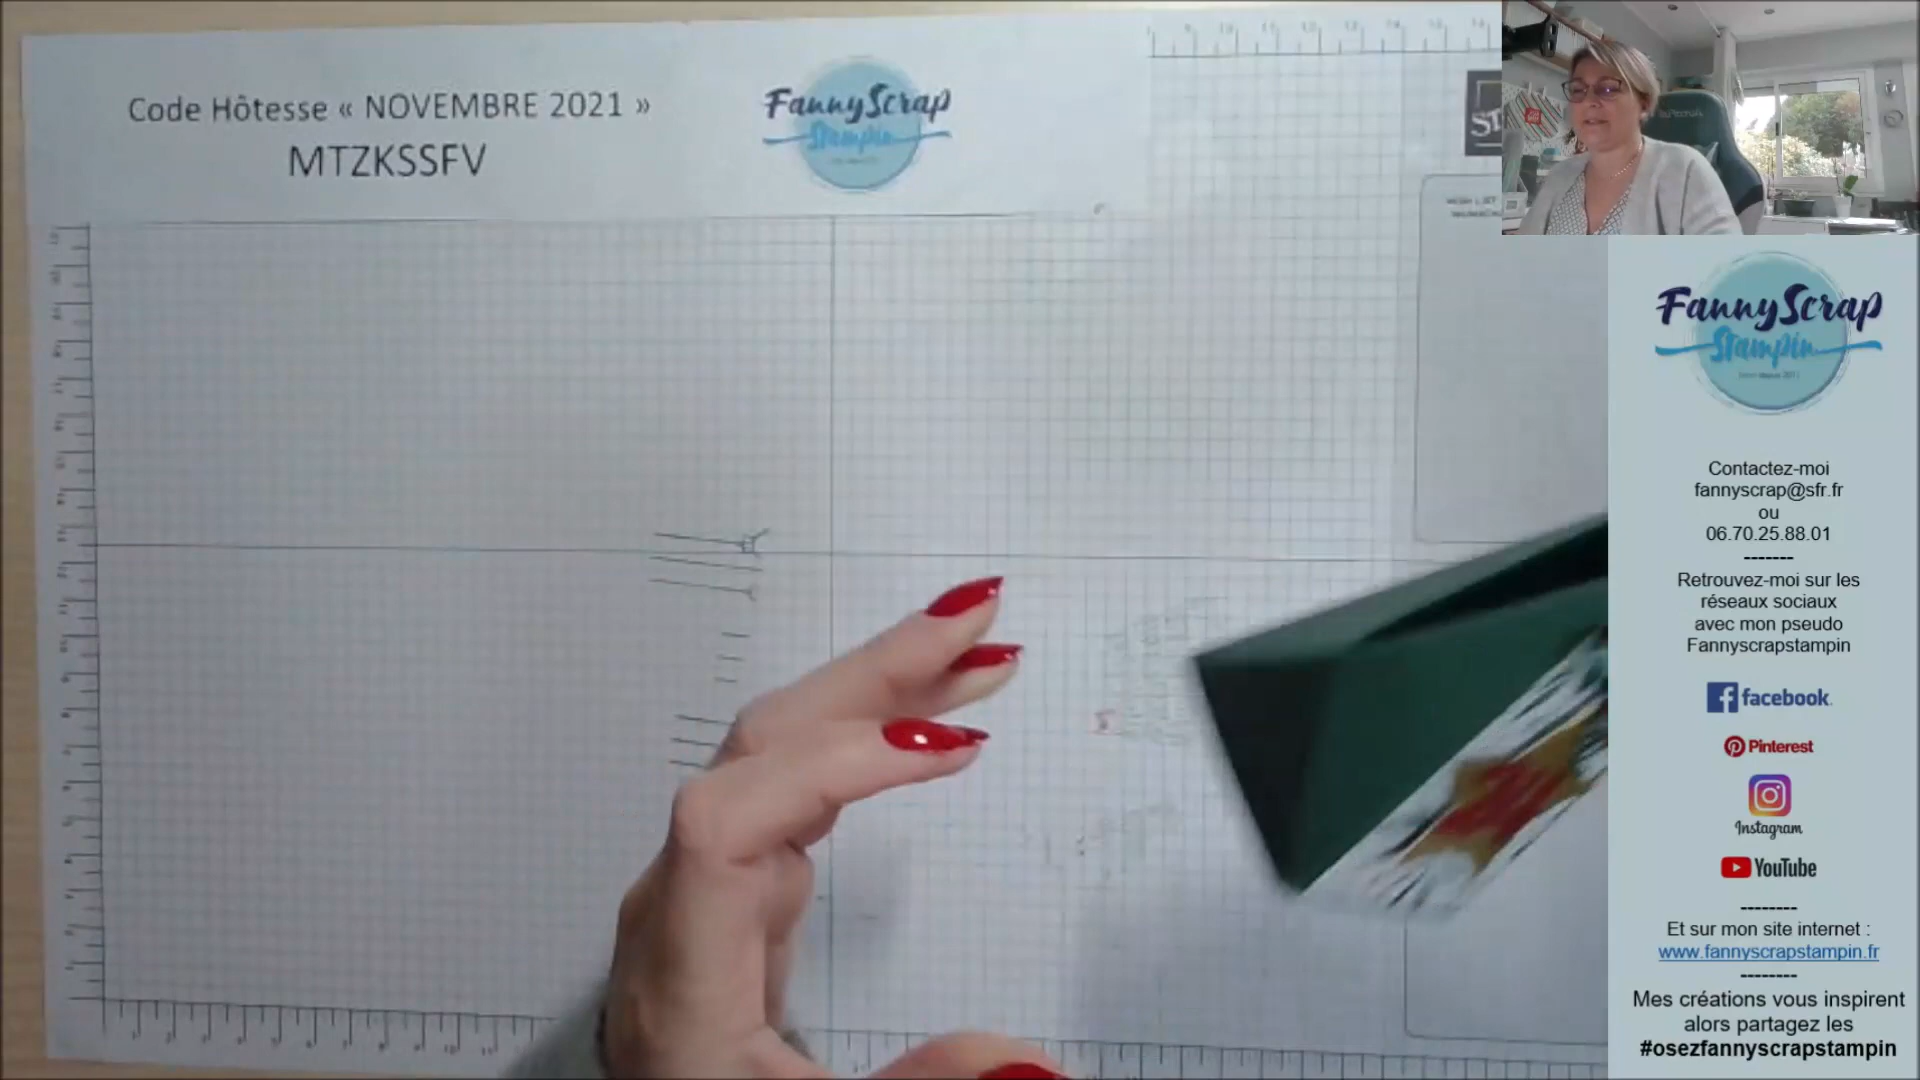 Code Hôtesse « NOVEMBRE 2021 »
MTZKSSFV
FannyScrap
Stampin
FannyScrap
Stampin
Contactez-moi
fannyscrap@sfr.fr
ou
06.70.25.88.01
-------
Retrouvez-moi sur les
réseaux sociaux
avec mon pseudo
Fannyscrapstampin
facebook.
Pinterest
Instagram
YouTube
--------
Et sur mon site internet :
www.fannyscrapstampin.fr
--------
Mes créations vous inspirent
alors partagez les
#osezfannyscrapstampin